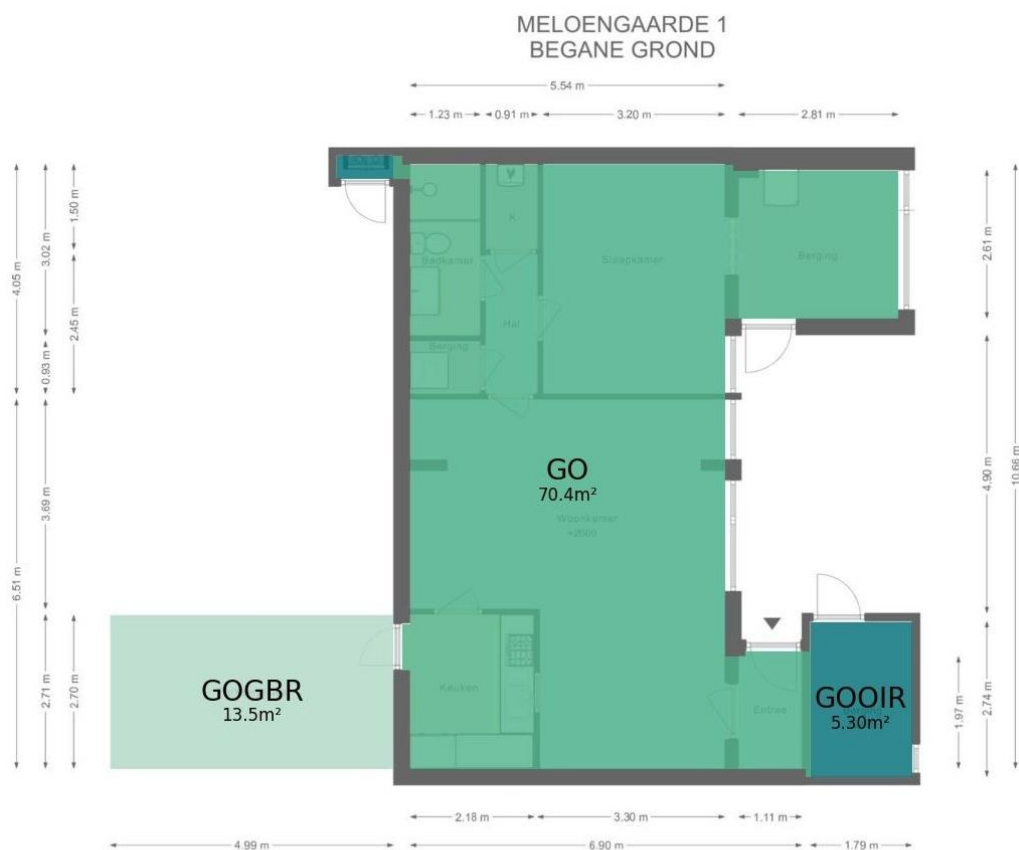 MELOENGAARDE 1
BEGANE GROND
5.54 m
1.23 m
0.91 m
3.20 m
2.81 m
4.05 m
3.02 m
1.50 m
2.45 m
0.93 m
K
Badkamer
Slaapkamer
Berging
Hal
Berging
2.61 m
4.90 m
10.66 m
GO
70.4m²
Woonkamer
+2600
6.51 m
3.69 m
2.71 m
2.70 m
GOGBR
13.5m²
Keuken
Entree
GOOIR
5.30m²
1.97 m
2.74 m
2.18 m
3.30 m
1.11 m
4.99 m
6.90 m
1.79 m